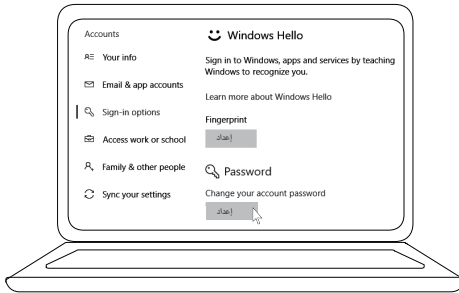 Accounts
Your info
Email & app accounts
Sign-in options
Access work or school
Family & other people
Sync your settings
Windows Hello
Sign in to Windows, apps and services by teaching
Windows to recognize you.
Learn more about Windows Hello
Fingerprint
إعداد
Password
Change your account password
إعداد